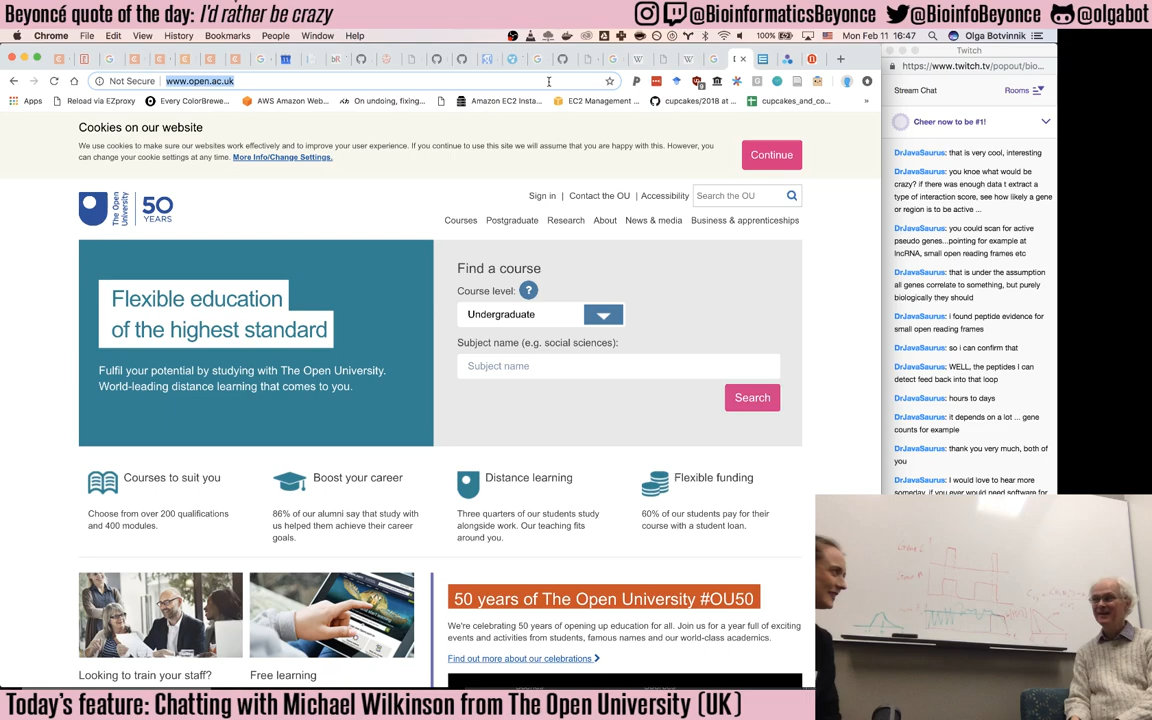 Beyoncé quote of the day: I'd rather be crazy
@BioinformaticsBeyonce @BioinfoBeyonce @olgabot
Chrome File Edit View History Bookmarks People Window Help
100% Mon Feb 11 16:47 Olga Botvinnik
Not Secure www.open.ac.uk
Apps Reload via EZproxy Every ColorBrewe... AWS Amazon Web... On undoing, fixing... Amazon EC2 Insta... EC2 Management ... cupcakes/2018 at ... cupcakes_and_co... »
Cookies on our website
We use cookies to make sure our websites work effectively and to improve your user experience. If you continue to use this site we will assume that you are happy with this. However, you
can change your cookie settings at any time. More Info/Change Settings.
Continue
The Open
University
50
YEARS
Sign in | Contact the OU | Accessibility Search the OU
Courses Postgraduate Research About News & media Business & apprenticeships
Flexible education
of the highest standard
Fulfil your potential by studying with The Open University.
World-leading distance learning that comes to you.
Find a course
Course level: ?
Undergraduate
Subject name (e.g. social sciences):
Subject name
Search
Courses to suit you
Choose from over 200 qualifications
and 400 modules.
Boost your career
86% of our alumni say that study with
us helped them achieve their career
goals.
Distance learning
Three quarters of our students study
alongside work. Our teaching fits
around you.
Flexible funding
60% of our students pay for their
course with a student loan.
Looking to train your staff?
Free learning
50 years of The Open University #OU50
We're celebrating 50 years of opening up education for all. Join us for a year full of exciting
events and activities from students, famous names and our world-class academics.
Find out more about our celebrations
Twitch
https://www.twitch.tv/popout/bio...
Stream Chat Rooms
Cheer now to be #1!
DrJavaSaurus: that is very cool, interesting
DrJavaSaurus: you knoe what would be
crazy? if there was enough data t extract a
type of interaction score, see how likely a gene
or region is to be active ...
DrJavaSaurus: you could scan for active
pseudo genes...pointing for example at
lncRNA, small open reading frames etc
DrJavaSaurus: that is under the assumption
all genes correlate to something, but purely
biologically they should
DrJavaSaurus: i found peptide evidence for
small open reading frames
DrJavaSaurus: so i can confirm that
DrJavaSaurus: WELL, the peptides I can
detect feed back into that loop
DrJavaSaurus: hours to days
DrJavaSaurus: it depends on a lot ... gene
counts for example
DrJavaSaurus: thank you very much, both of
you
DrJavaSaurus: I would love to hear more
someday, if you ever would need software for
Today's feature: Chatting with Michael Wilkinson from The Open University (UK)